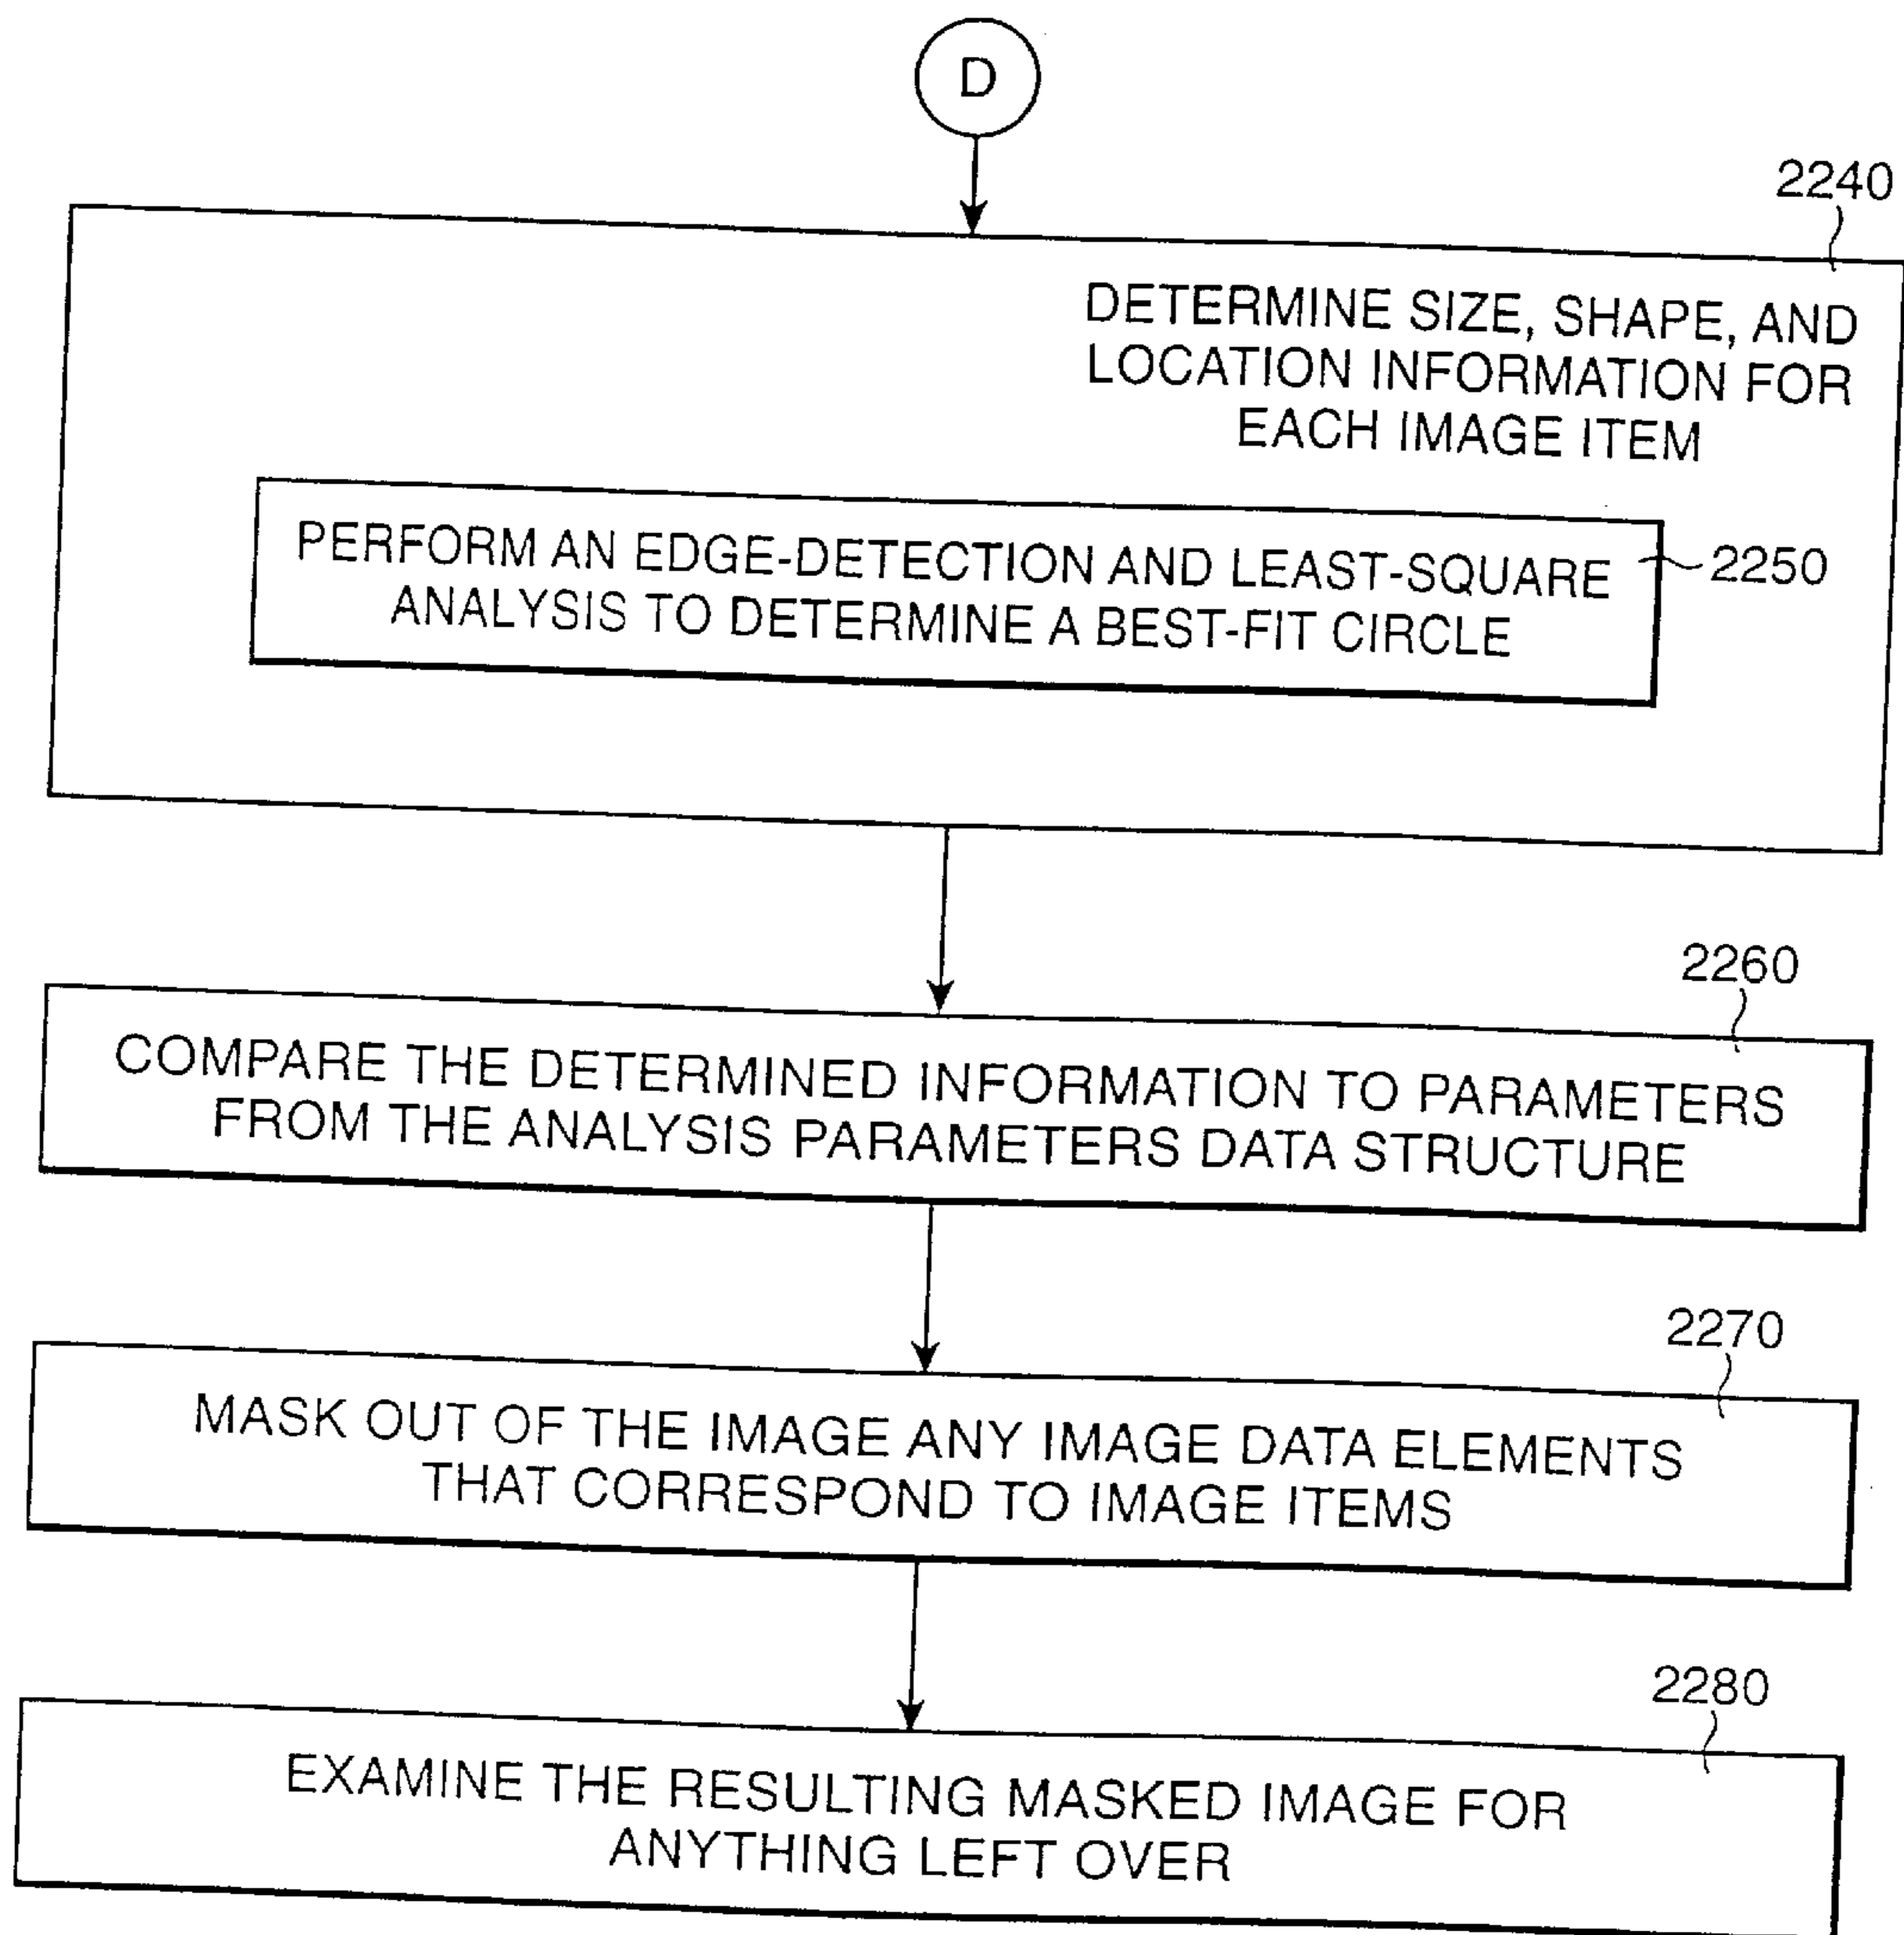 D
2240
DETERMINE SIZE, SHAPE, AND
LOCATION INFORMATION FOR
EACH IMAGE ITEM
PERFORM AN EDGE-DETECTION AND LEAST-SQUARE
ANALYSIS TO DETERMINE A BEST-FIT CIRCLE
2250
2260
COMPARE THE DETERMINED INFORMATION TO PARAMETERS
FROM THE ANALYSIS PARAMETERS DATA STRUCTURE
2270
MASK OUT OF THE IMAGE ANY IMAGE DATA ELEMENTS
THAT CORRESPOND TO IMAGE ITEMS
2280
EXAMINE THE RESULTING MASKED IMAGE FOR
ANYTHING LEFT OVER